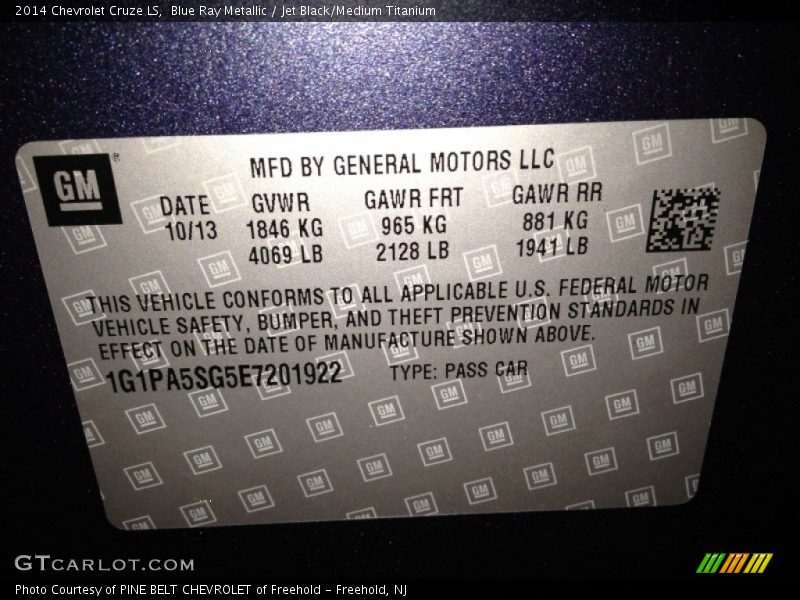 2014 Chevrolet Cruze LS,  Blue Ray Metallic / Jet Black/Medium Titanium
GM®
MFD BY GENERAL MOTORS LLC
DATE GVWR GAWR FRT GAWR RR
10/13 1846 KG 965 KG 881 KG
4069 LB 2128 LB 1941 LB
THIS VEHICLE CONFORMS TO ALL APPLICABLE U.S. FEDERAL MOTOR
VEHICLE SAFETY, BUMPER, AND THEFT PREVENTION STANDARDS IN
EFFECT ON THE DATE OF MANUFACTURE SHOWN ABOVE.
1G1PA5SG5E7201922 TYPE: PASS CAR
GTCARLOT.COM
Photo Courtesy of PINE BELT CHEVROLET of Freehold - Freehold, NJ